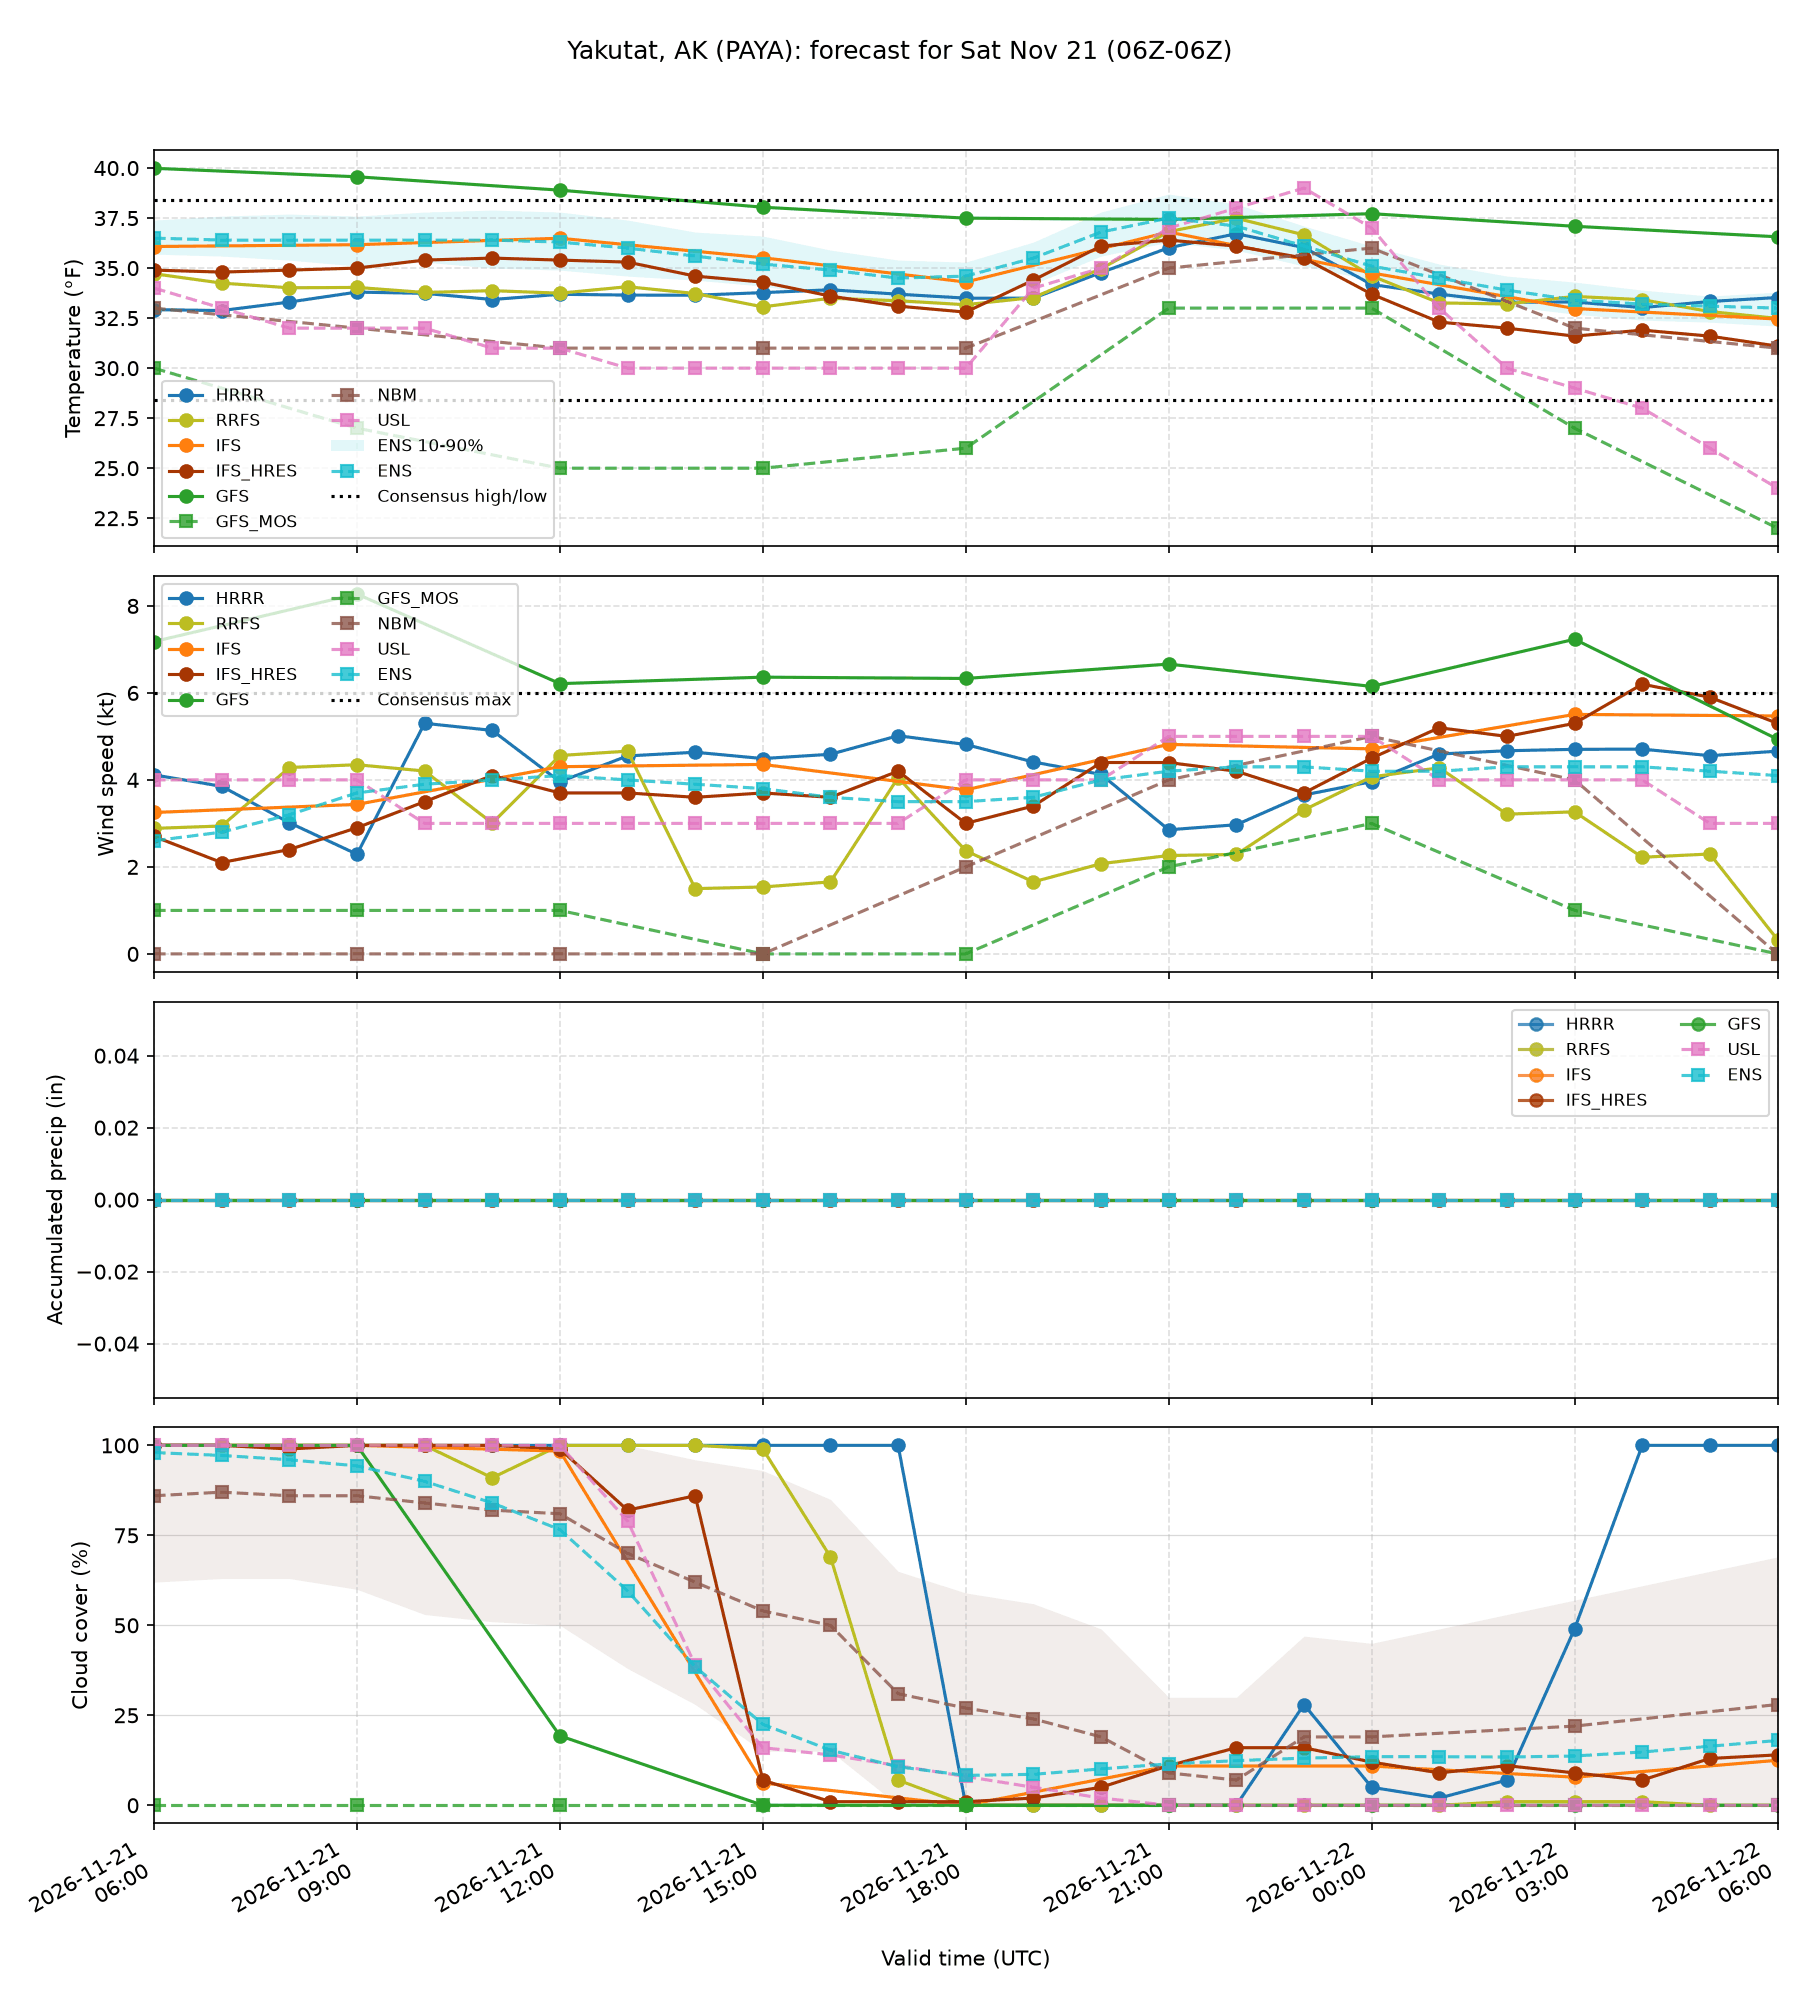 Yakutat, AK (PAYA): forecast for Sat Nov 21 (06Z-06Z)
Temperature (°F)
40.0
37.5
35.0
32.5
30.0
27.5
25.0
22.5
HRRR
RRFS
IFS
IFS_HRES
GFS
GFS_MOS
NBM
USL
ENS 10-90%
ENS
Consensus high/low
Wind speed (kt)
8
6
4
2
0
HRRR
RRFS
IFS
IFS_HRES
GFS
GFS_MOS
NBM
USL
ENS
Consensus max
Accumulated precip (in)
0.04
0.02
0.00
−0.02
−0.04
HRRR
RRFS
IFS
IFS_HRES
GFS
USL
ENS
Cloud cover (%)
100
75
50
25
0
2026-11-21
06:00
2026-11-21
09:00
2026-11-21
12:00
2026-11-21
15:00
2026-11-21
18:00
2026-11-21
21:00
2026-11-22
00:00
2026-11-22
03:00
2026-11-22
06:00
Valid time (UTC)